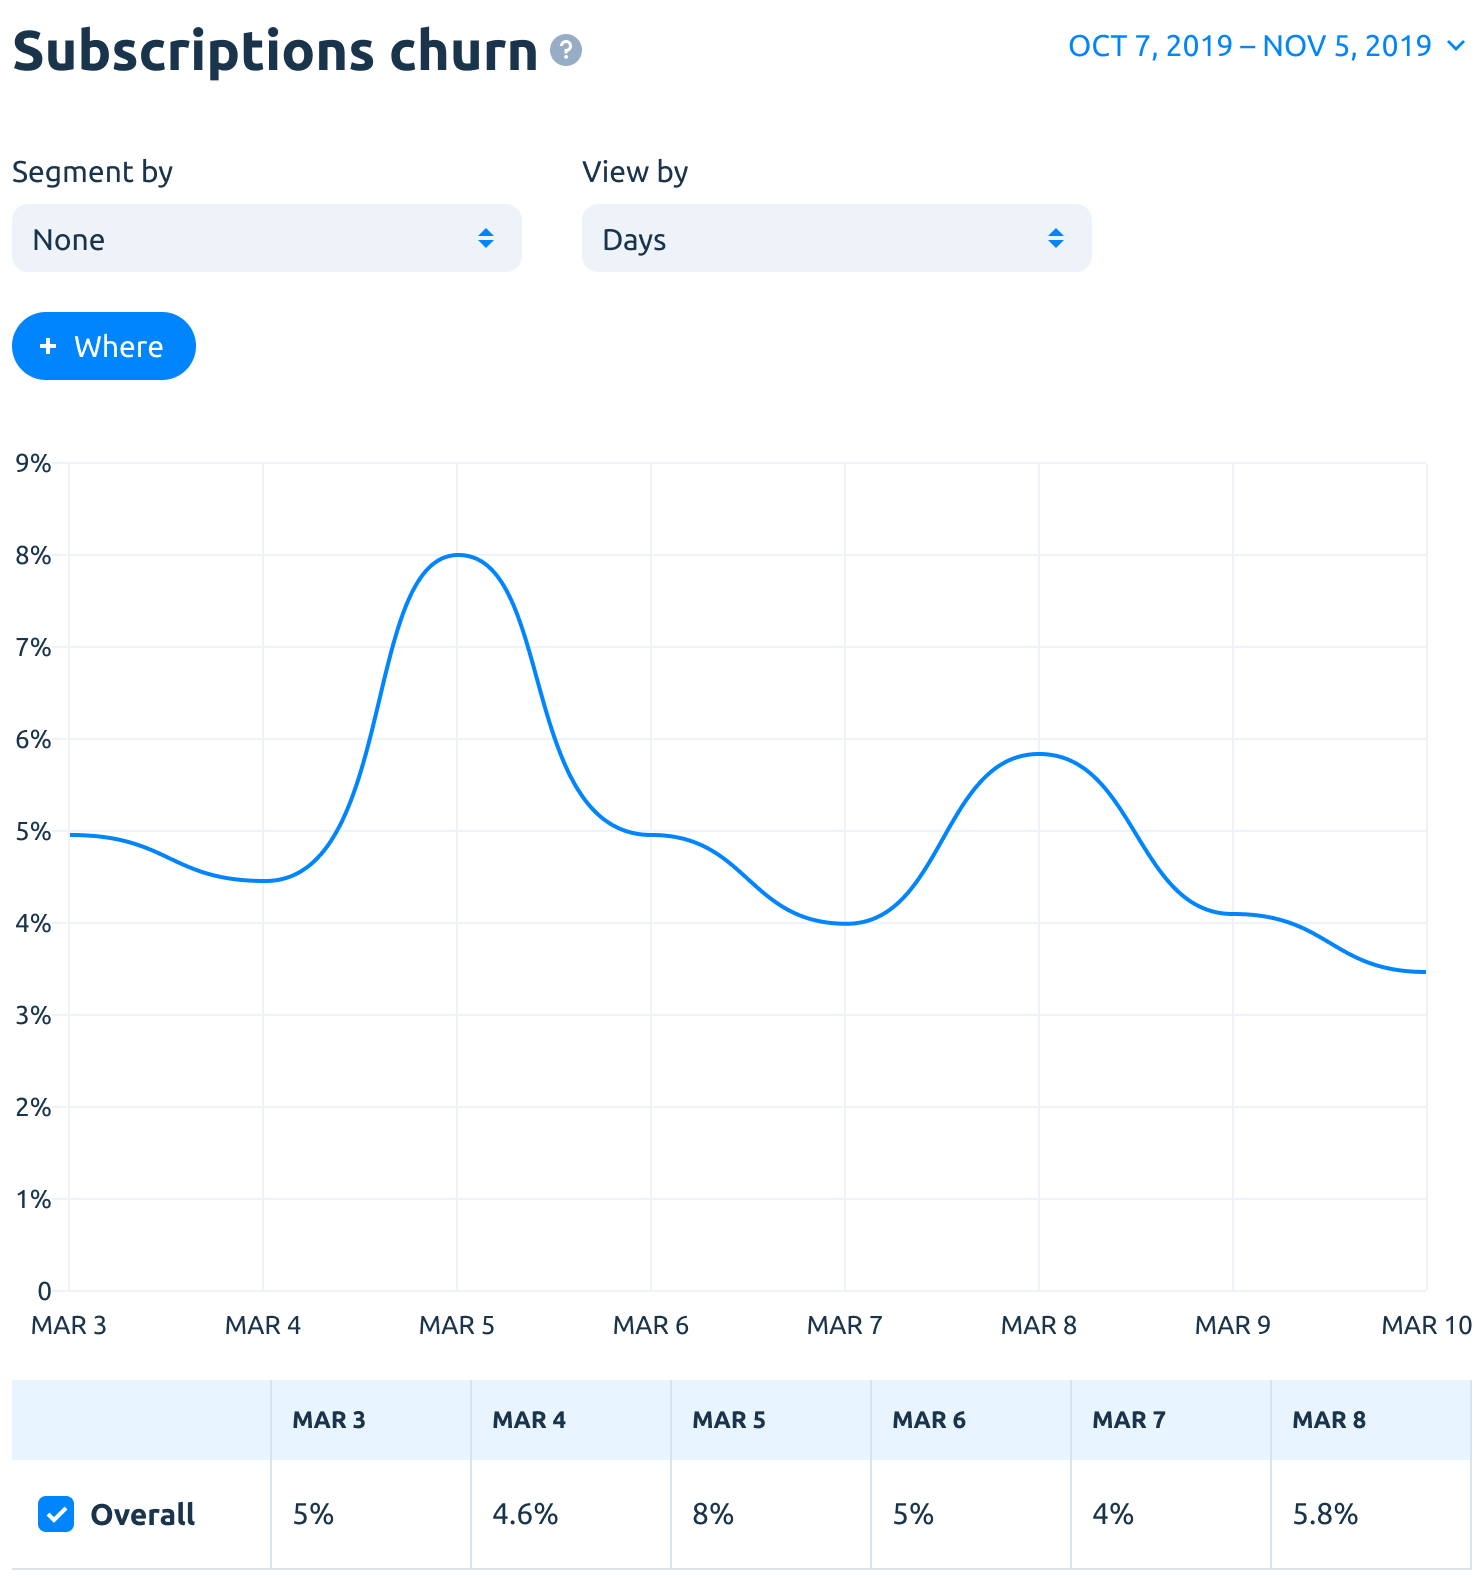 Subscriptions churn ?
OCT 7, 2019 – NOV 5, 2019
Segment by
View by
None
Days
+ Where
9%
8%
7%
6%
5%
4%
3%
2%
1%
0
MAR 3 MAR 4 MAR 5 MAR 6 MAR 7 MAR 8 MAR 9 MAR 10
MAR 3 MAR 4 MAR 5 MAR 6 MAR 7 MAR 8
Overall 5% 4.6% 8% 5% 4% 5.8%